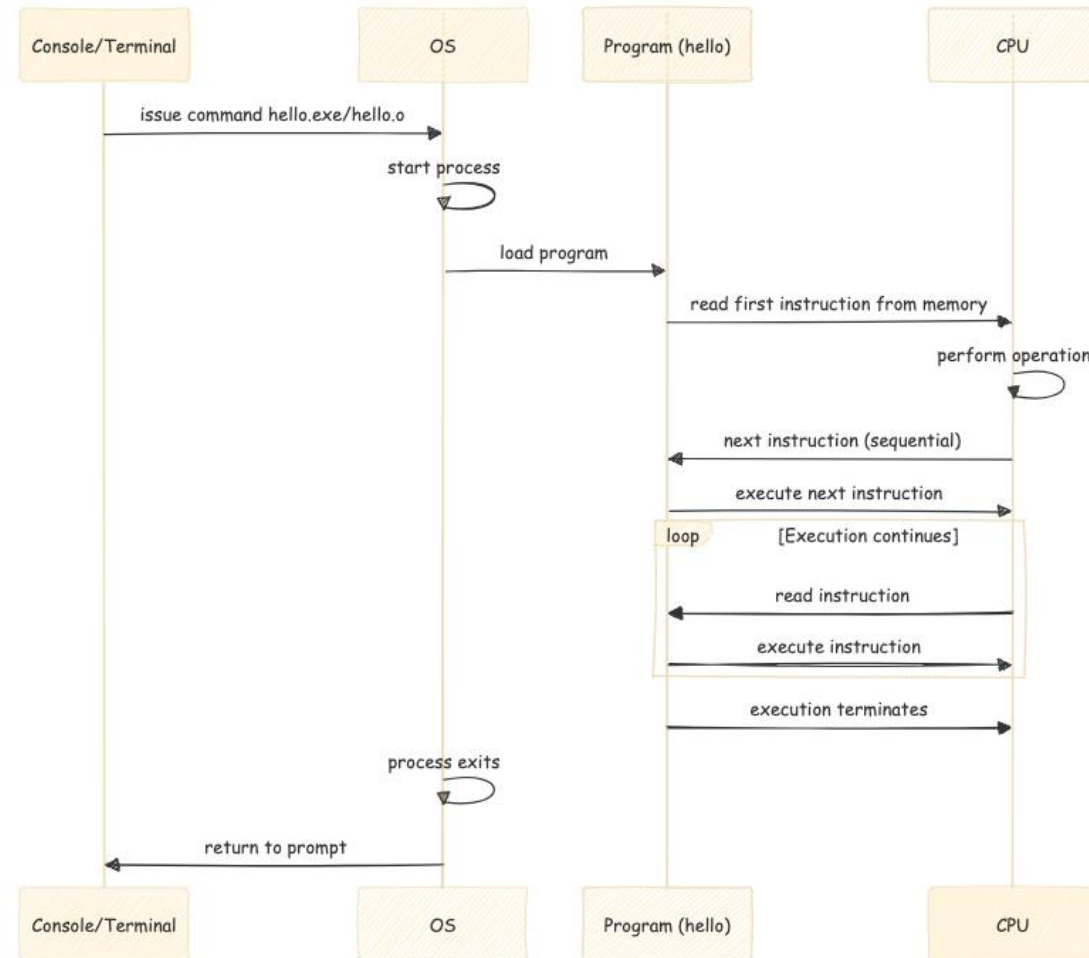 Console/Terminal
OS
Program (hello)
CPU
issue command hello.exe/hello.o
start process
load program
read first instruction from memory
perform operation
next instruction (sequential)
execute next instruction
loop
[Execution continues]
read instruction
execute instruction
execution terminates
process exits
return to prompt
Console/Terminal
OS
Program (hello)
CPU